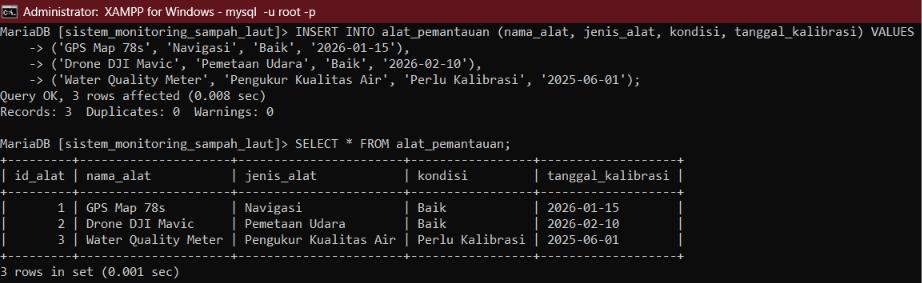 Administrator: XAMPP for Windows - mysql -u root -p
MariaDB [sistem_monitoring_sampah_laut]> INSERT INTO alat_pemantauan (nama_alat, jenis_alat, kondisi, tanggal_kalibrasi) VALUES
    -> ('GPS Map 78s', 'Navigasi', 'Baik', '2026-01-15'),
    -> ('Drone DJI Mavic', 'Pemetaan Udara', 'Baik', '2026-02-10'),
    -> ('Water Quality Meter', 'Pengukur Kualitas Air', 'Perlu Kalibrasi', '2025-06-01');
Query OK, 3 rows affected (0.008 sec)
Records: 3  Duplicates: 0  Warnings: 0
MariaDB [sistem_monitoring_sampah_laut]> SELECT * FROM alat_pemantauan;
+---------+---------------------+-----------------------+-----------------+-------------------+
| id_alat | nama_alat           | jenis_alat            | kondisi         | tanggal_kalibrasi |
+---------+---------------------+-----------------------+-----------------+-------------------+
|       1 | GPS Map 78s         | Navigasi              | Baik            | 2026-01-15        |
|       2 | Drone DJI Mavic     | Pemetaan Udara        | Baik            | 2026-02-10        |
|       3 | Water Quality Meter | Pengukur Kualitas Air | Perlu Kalibrasi | 2025-06-01        |
+---------+---------------------+-----------------------+-----------------+-------------------+
3 rows in set (0.001 sec)